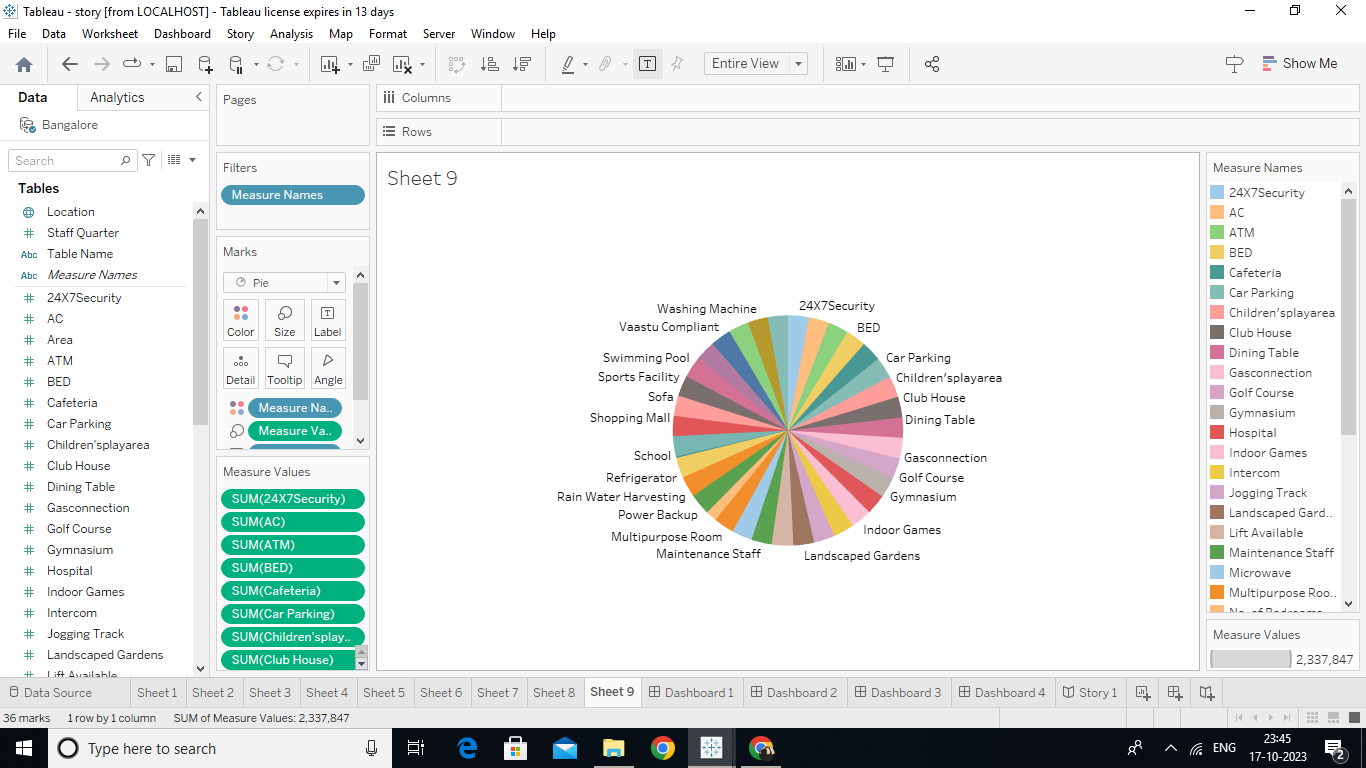 Tableau - story [from LOCALHOST] - Tableau license expires in 13 days
File Data Worksheet Dashboard Story Analysis Map Format Server Window Help
Entire View
Show Me
Data Analytics
Bangalore
Search
Tables
Location
Staff Quarter
Abc Table Name
Abc Measure Names
24X7Security
AC
Area
ATM
BED
Cafeteria
Car Parking
Children'splayarea
Club House
Dining Table
Gasconnection
Golf Course
Gymnasium
Hospital
Indoor Games
Intercom
Jogging Track
Landscaped Gardens
Lift Available
Pages
Filters
Measure Names
Marks
Pie
Color Size Label
Detail Tooltip Angle
Measure Na..
Measure Va..
Measure Values
SUM(24X7Security)
SUM(AC)
SUM(ATM)
SUM(BED)
SUM(Cafeteria)
SUM(Car Parking)
SUM(Children'splay..
SUM(Club House)
Columns
Rows
Sheet 9
Washing Machine
24X7Security
Vaastu Compliant
BED
Swimming Pool
Car Parking
Sports Facility
Children'splayarea
Sofa
Club House
Shopping Mall
Dining Table
School
Gasconnection
Refrigerator
Golf Course
Rain Water Harvesting
Gymnasium
Power Backup
Multipurpose Room
Indoor Games
Maintenance Staff
Landscaped Gardens
Measure Names
24X7Security
AC
ATM
BED
Cafeteria
Car Parking
Children'splayarea
Club House
Dining Table
Gasconnection
Golf Course
Gymnasium
Hospital
Indoor Games
Intercom
Jogging Track
Landscaped Gard..
Lift Available
Maintenance Staff
Microwave
Multipurpose Roo..
No. of Bedrooms
Measure Values
2,337,847
Data Source Sheet 1 Sheet 2 Sheet 3 Sheet 4 Sheet 5 Sheet 6 Sheet 7 Sheet 8 Sheet 9 Dashboard 1 Dashboard 2 Dashboard 3 Dashboard 4 Story 1
36 marks 1 row by 1 column SUM of Measure Values: 2,337,847
Type here to search
ENG
23:45
17-10-2023
2